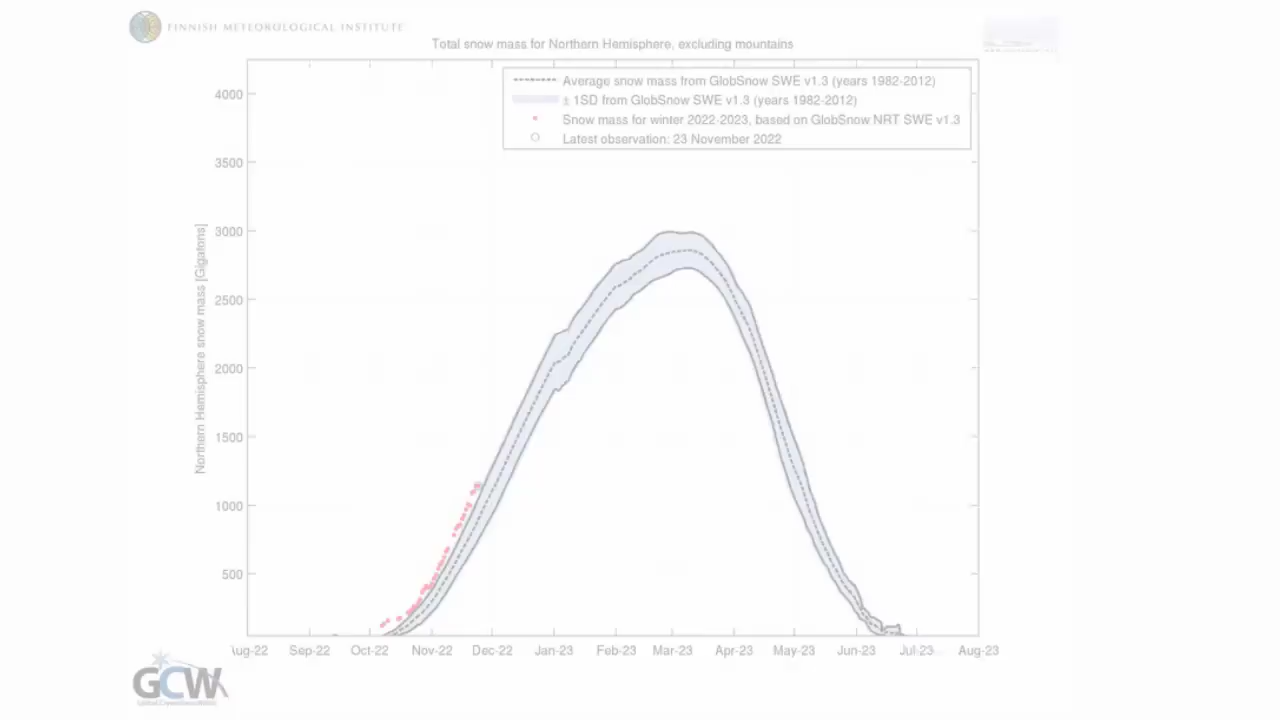 FINNISH METEOROLOGICAL INSTITUTE
Total snow mass for Northern Hemisphere, excluding mountains
Average snow mass from GlobSnow SWE v1.3 (years 1982-2012)
± 1SD from GlobSnow SWE v1.3 (years 1982-2012)
Snow mass for winter 2022-2023, based on GlobSnow NRT SWE v1.3
Latest observation: 23 November 2022
Northern Hemisphere snow mass [Gigatons]
4000
3500
3000
2500
2000
1500
1000
500
Aug-22 Sep-22 Oct-22 Nov-22 Dec-22 Jan-23 Feb-23 Mar-23 Apr-23 May-23 Jun-23 Jul-23 Aug-23
GCW